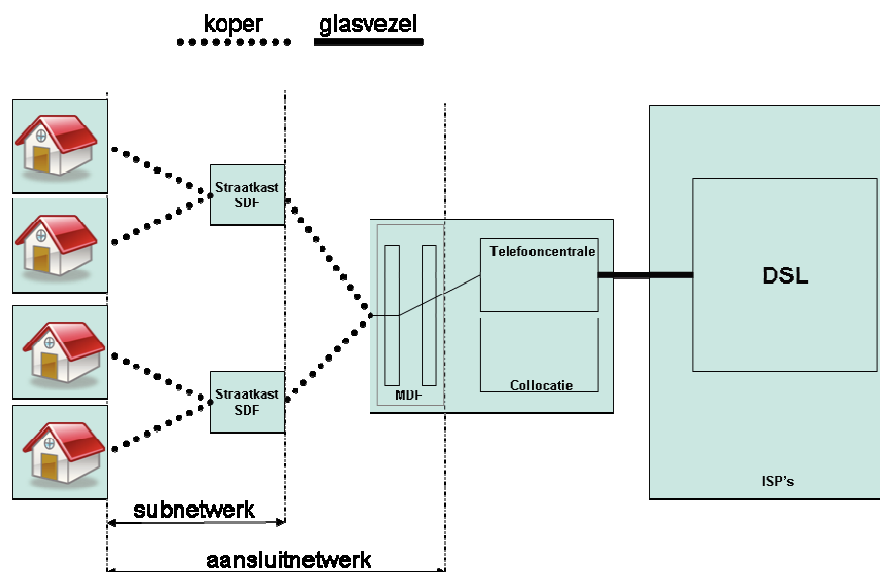 koper
glasvezel
Straatkast
SDF
Telefooncentrale
DSL
Straatkast
SDF
Collocatie
MDF
ISP's
subnetwerk
aansluitnetwerk